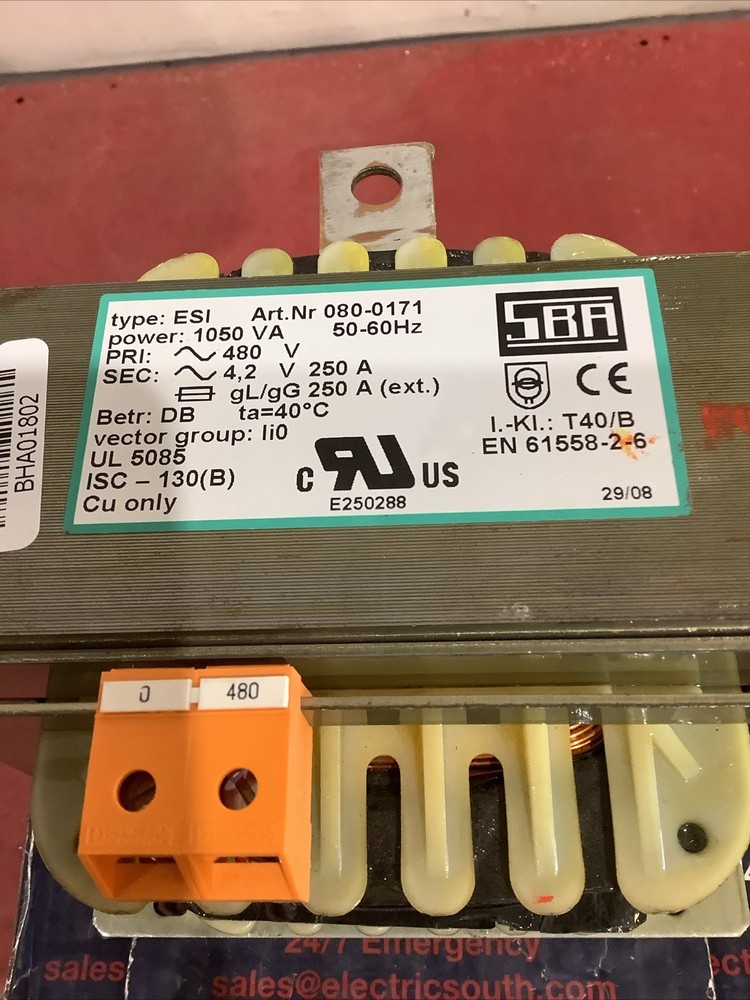 type: ESI Art.Nr 080-0171
power: 1050 VA 50-60Hz
PRI: 480 V
SEC: 4,2 V 250 A
gL/gG 250 A (ext.)
Betr: DB ta=40°C
vector group: Ii0
UL 5085
ISC – 130(B)
Cu only
SBA
CE
I.-Kl.: T40/B
EN 61558-2-6
C RU US
E250288
29/08
BHA01802
0 480
24/7 Emergency
sales
sales@electricsouth.com